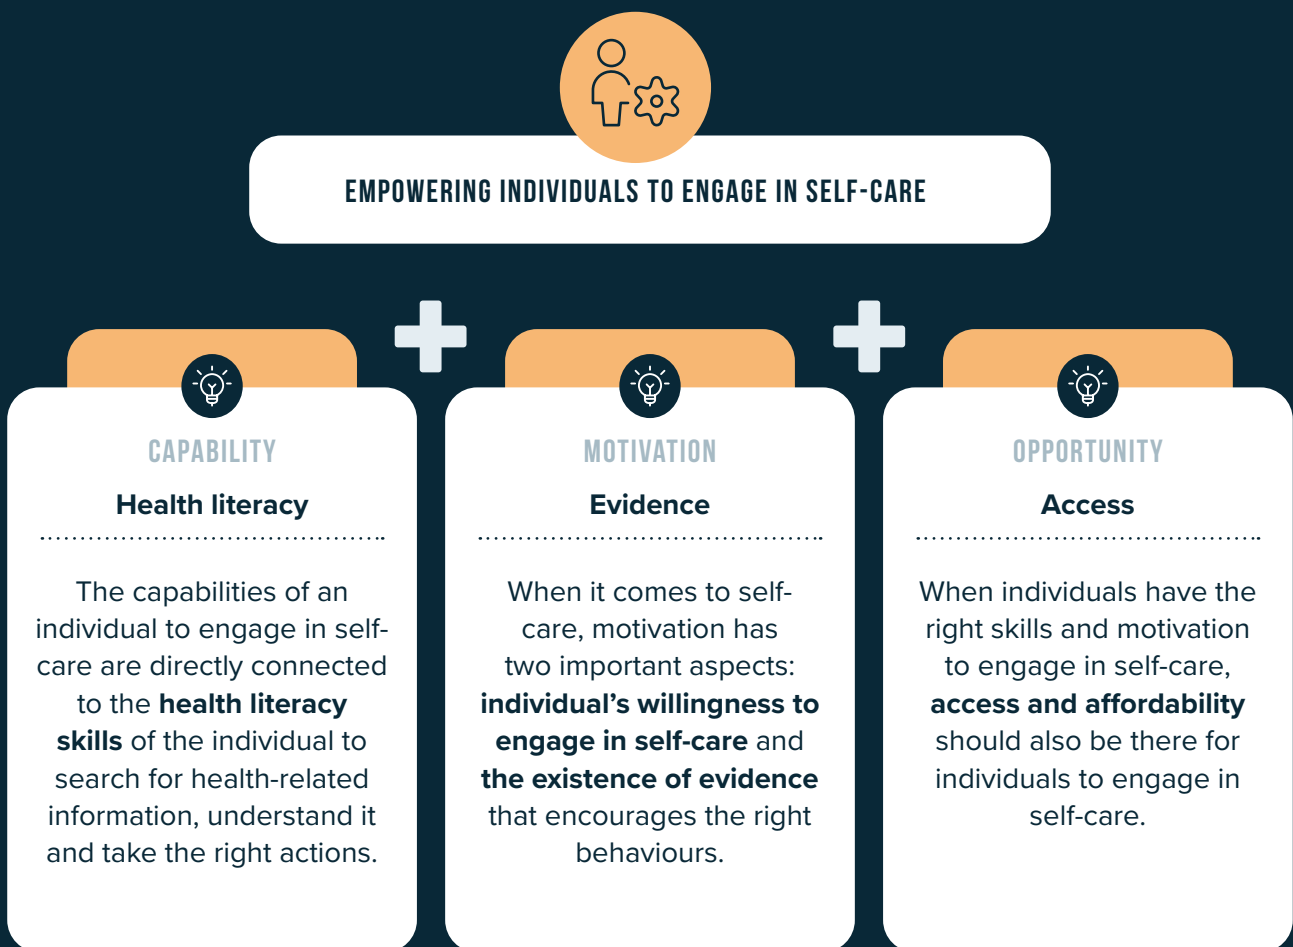 EMPOWERING INDIVIDUALS TO ENGAGE IN SELF-CARE
CAPABILITY
Health literacy
The capabilities of an
individual to engage in self-
care are directly connected
to the health literacy
skills of the individual to
search for health-related
information, understand it
and take the right actions.
MOTIVATION
Evidence
When it comes to self-
care, motivation has
two important aspects:
individual’s willingness to
engage in self-care and
the existence of evidence
that encourages the right
behaviours.
OPPORTUNITY
Access
When individuals have the
right skills and motivation
to engage in self-care,
access and affordability
should also be there for
individuals to engage in
self-care.